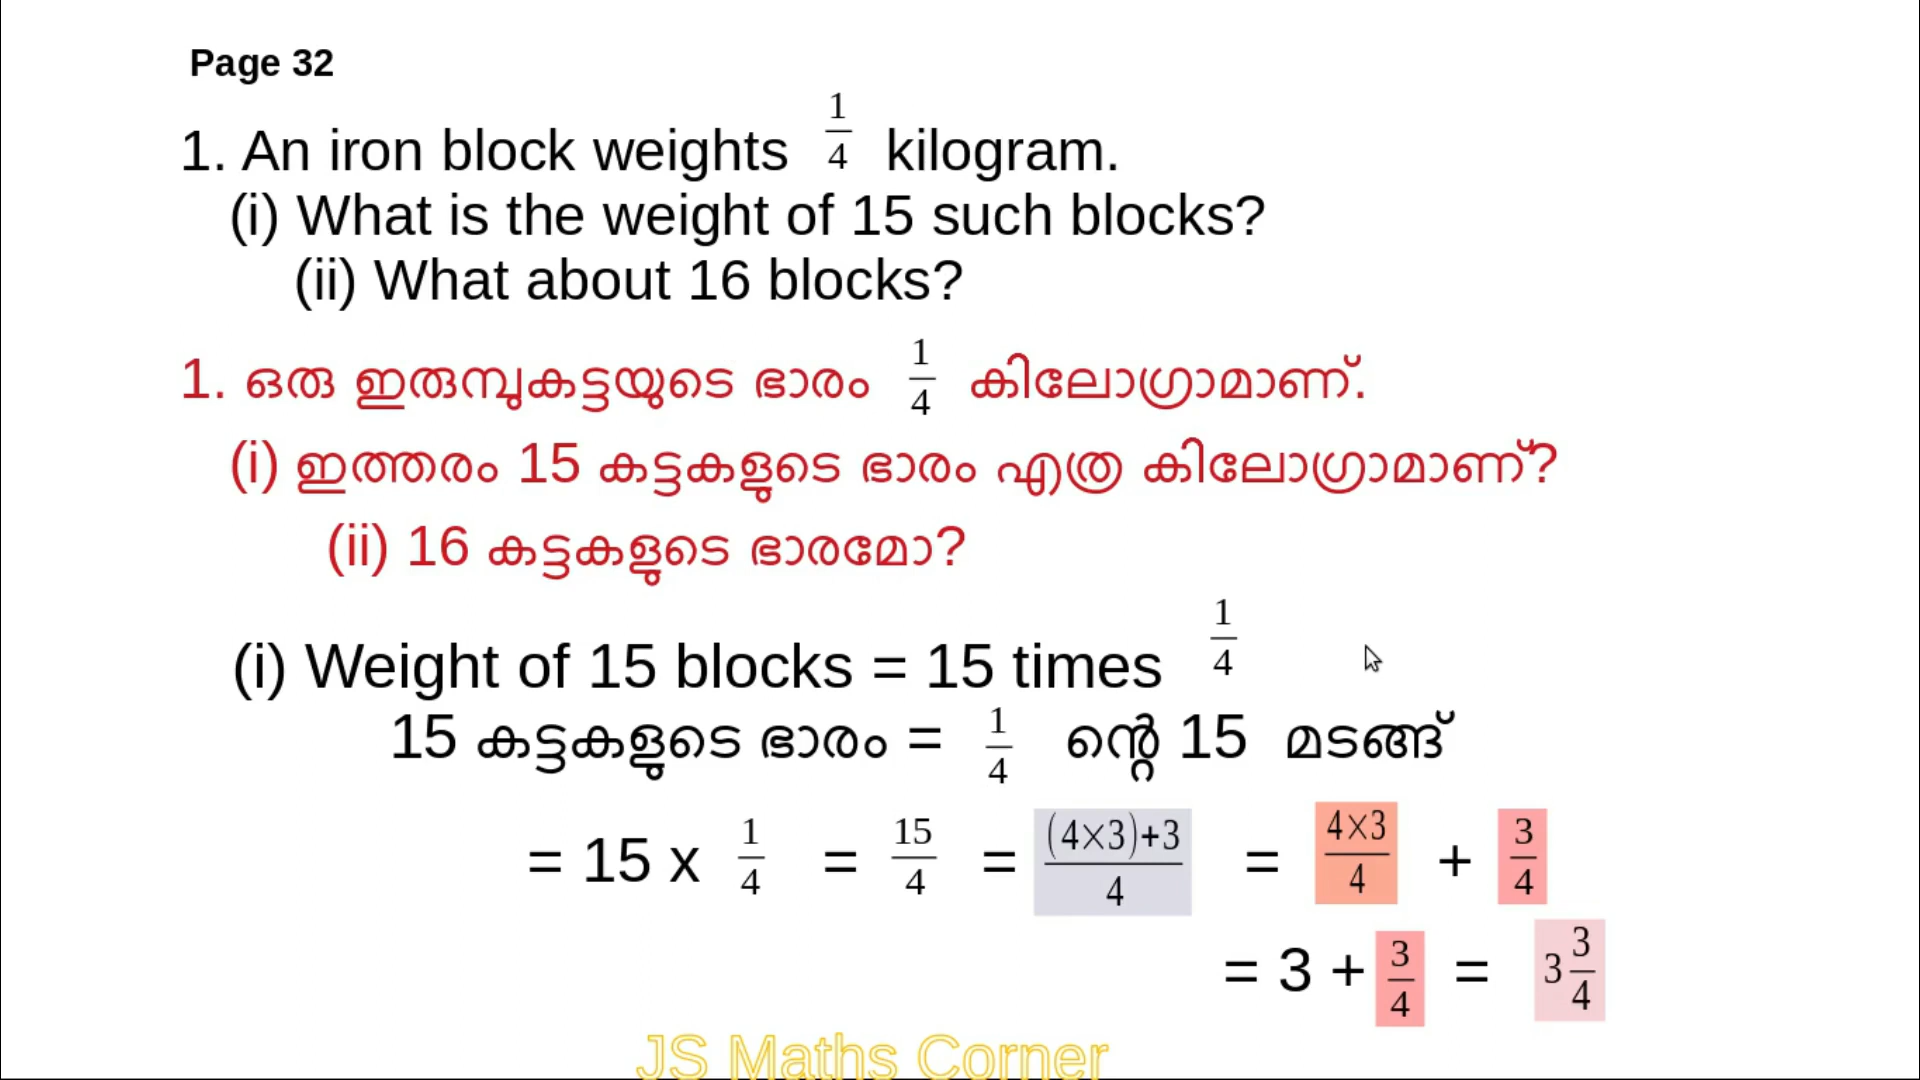 Page 32
1. An iron block weights 1/4 kilogram.
(i) What is the weight of 15 such blocks?
(ii) What about 16 blocks?
1. ഒരു ഇരുമ്പുകട്ടയുടെ ഭാരം 1/4 കിലോഗ്രാമാണ്.
(i) ഇത്തരം 15 കട്ടകളുടെ ഭാരം എത്ര കിലോഗ്രാമാണ്?
(ii) 16 കട്ടകളുടെ ഭാരമോ?
(i) Weight of 15 blocks = 15 times 1/4
15 കട്ടകളുടെ ഭാരം = 1/4 ന്റെ 15 മടങ്ങ്
= 15 x 1/4 = 15/4 = ((4×3)+3)/4 = (4×3)/4 + 3/4
= 3 + 3/4 = 3 3/4
JS Maths Corner